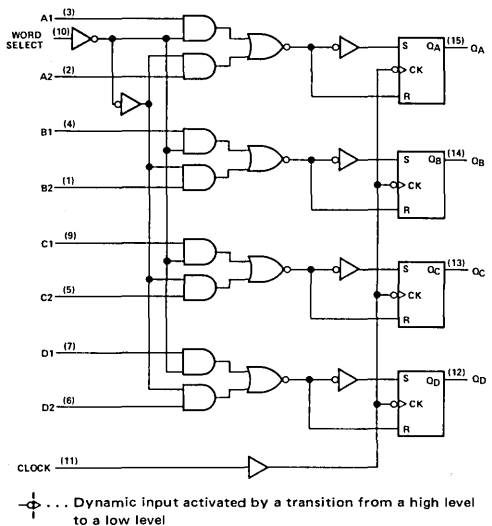 A1 (3)
WORD SELECT (10)
A2 (2)
S QA (15) QA
CK
R
B1 (4)
B2 (1)
S QB (14) QB
CK
R
C1 (9)
C2 (5)
S QC (13) QC
CK
R
D1 (7)
D2 (6)
S QD (12) QD
CK
R
CLOCK (11)
... Dynamic input activated by a transition from a high level
to a low level